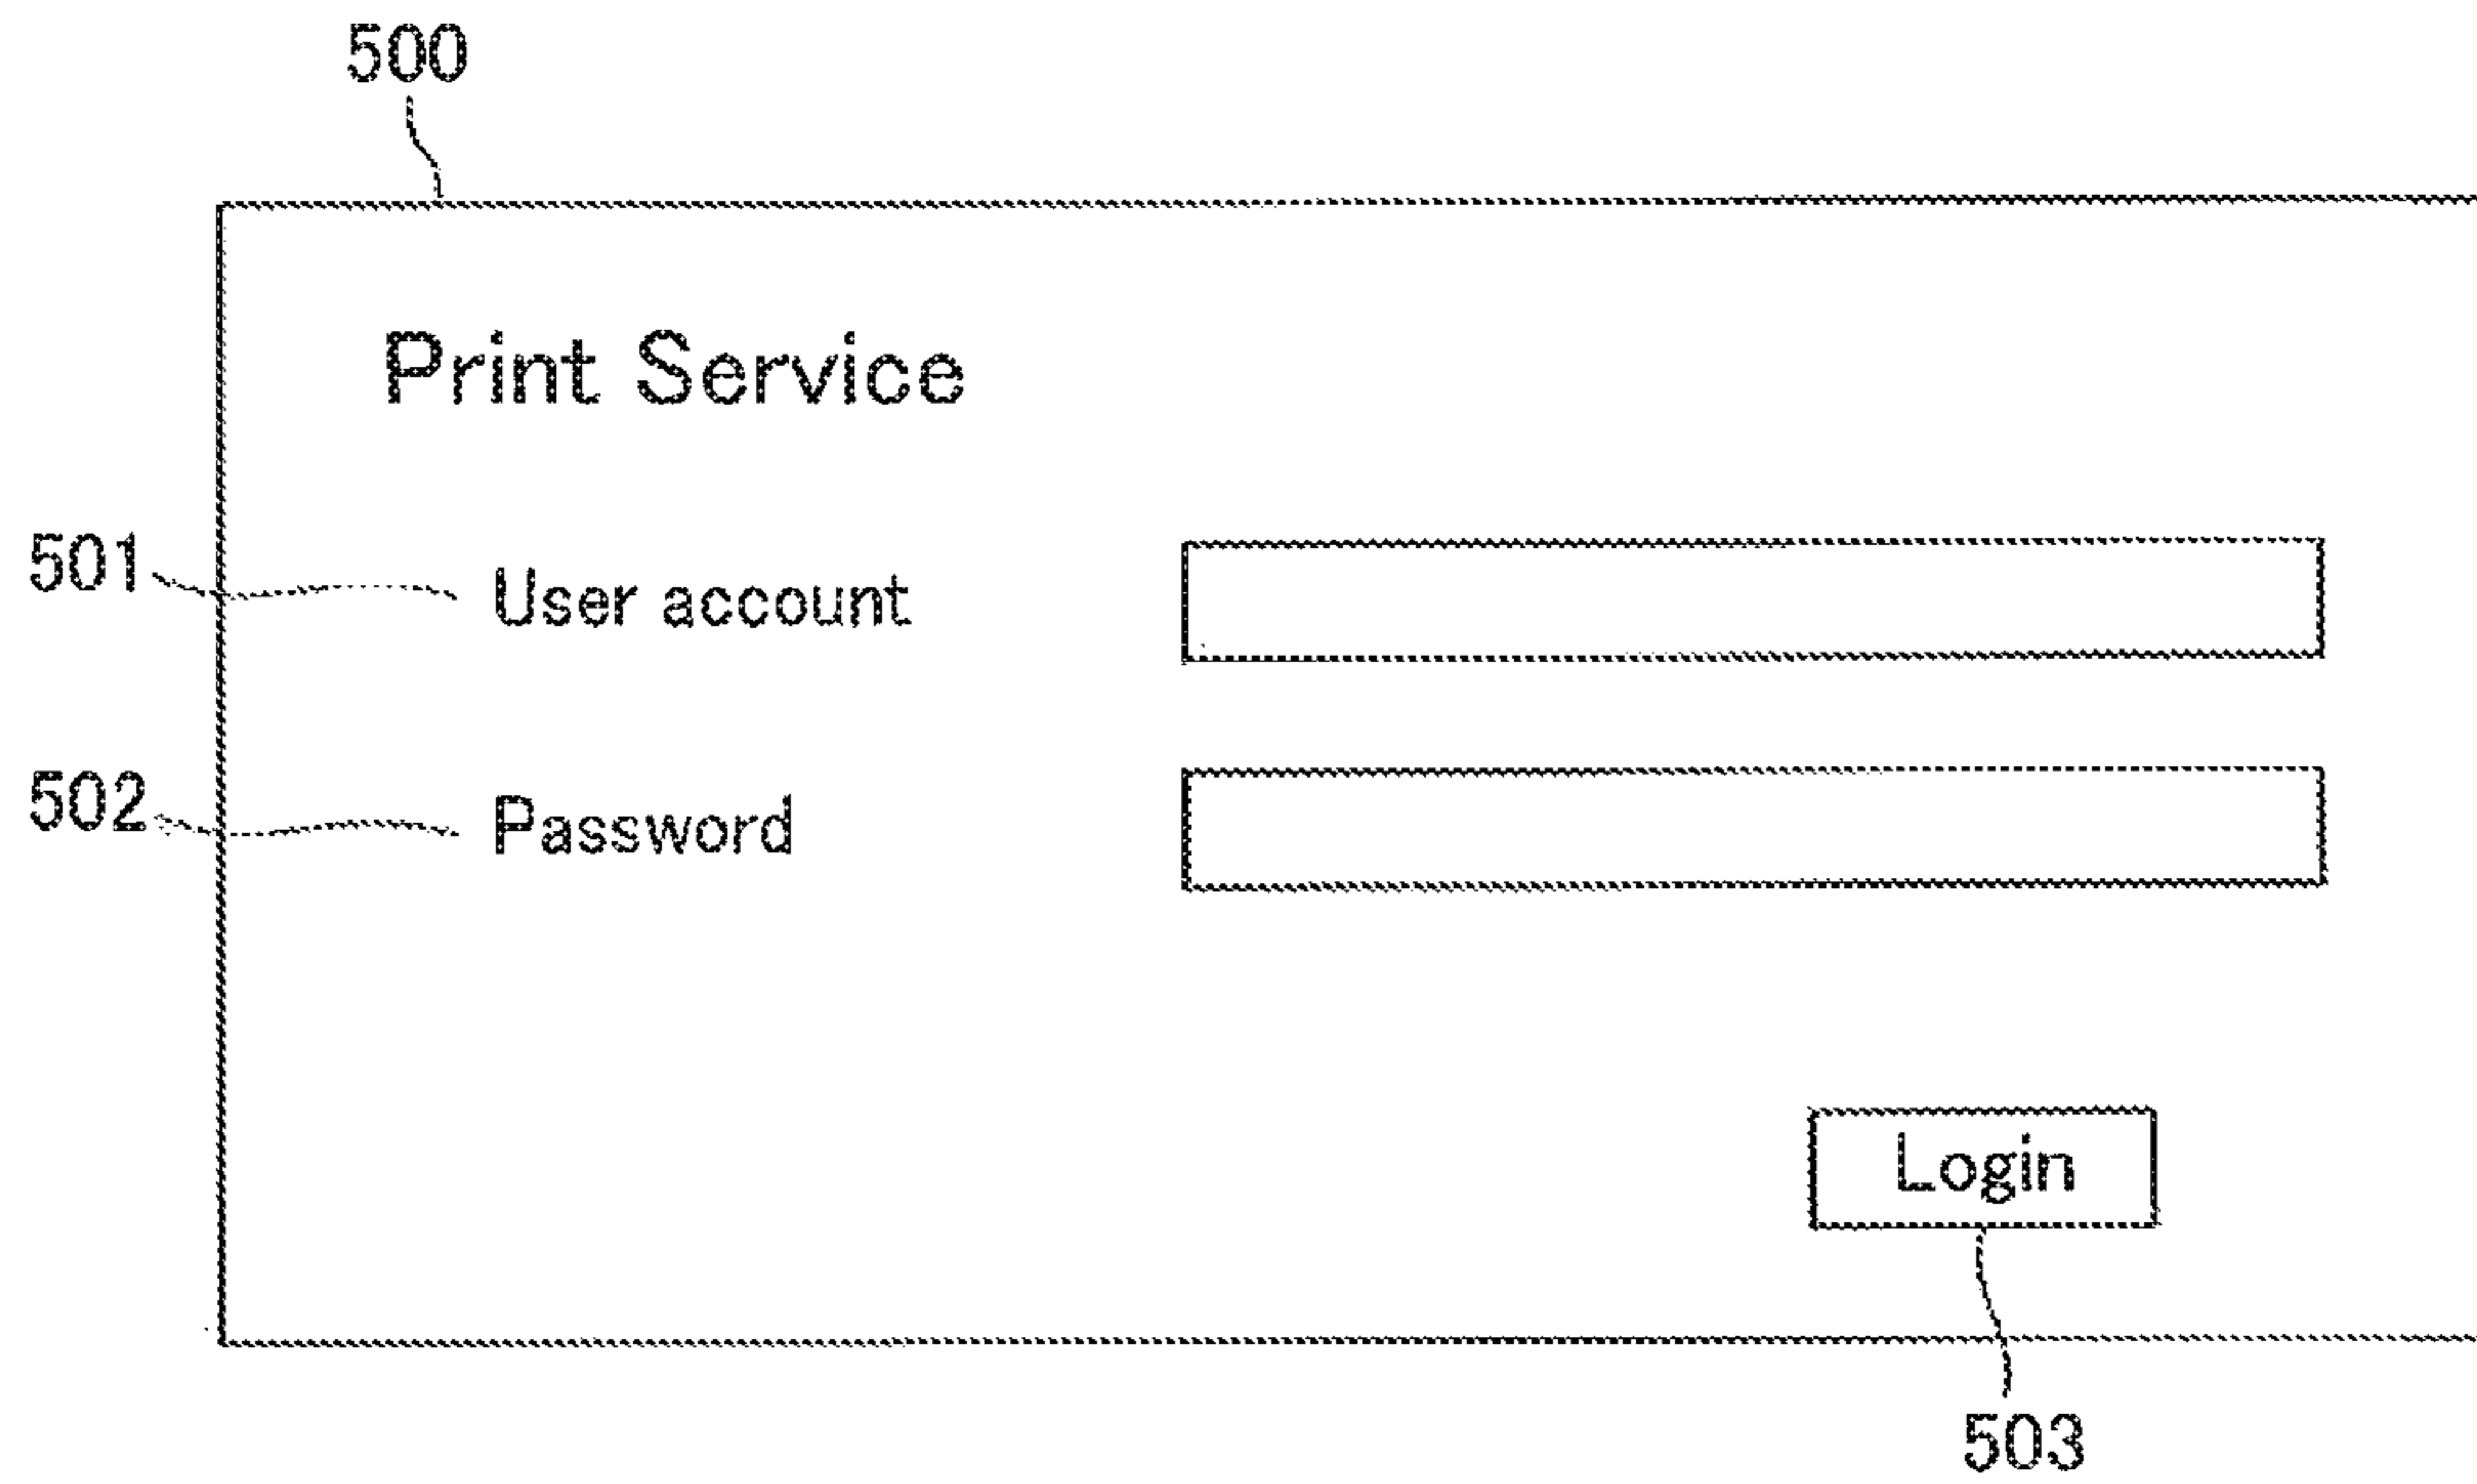 500
Print Service
501 User account
502 Password
Login
503